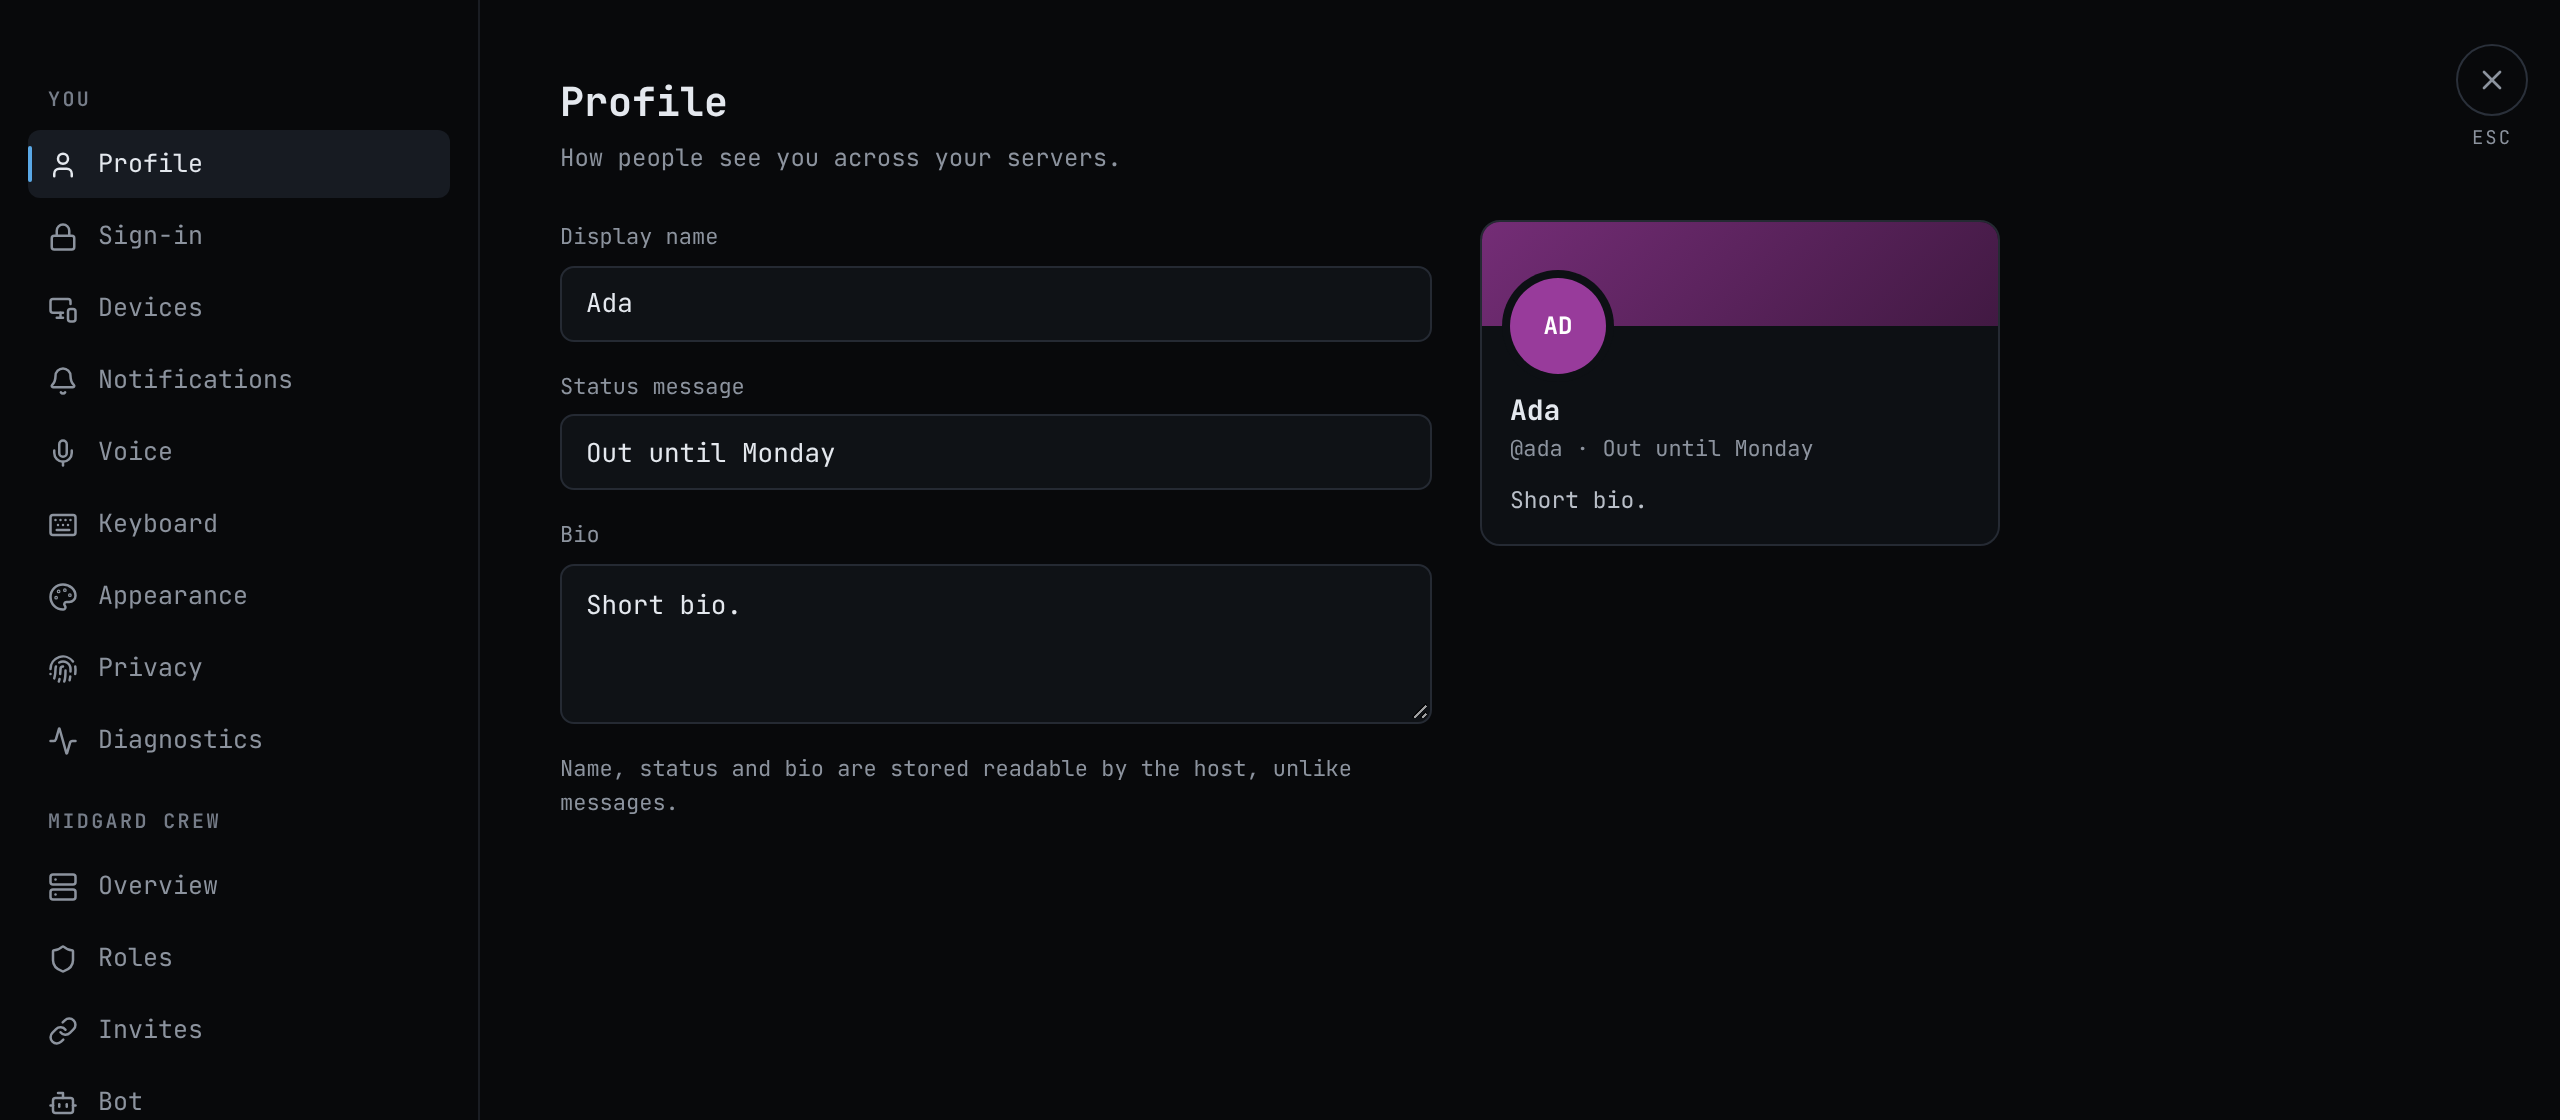 YOU
Profile
Sign-in
Devices
Notifications
Voice
Keyboard
Appearance
Privacy
Diagnostics
MIDGARD CREW
Overview
Roles
Invites
Bot
Profile
How people see you across your servers.
Display name
Ada
Status message
Out until Monday
Bio
Short bio.
Name, status and bio are stored readable by the host, unlike
messages.
AD
Ada
@ada · Out until Monday
Short bio.
ESC